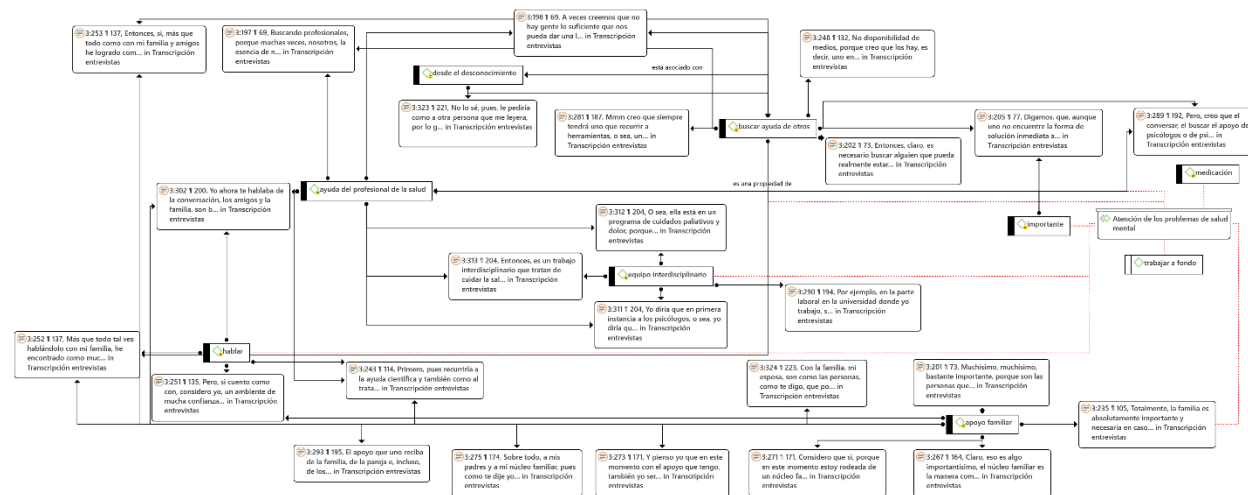 3:253 ¶ 137, Entonces, si, más que
todo como con mi familia y amigos
he logrado com... in Transcripción
entrevistas
3:197 ¶ 69, Buscando profesionales,
porque muchas veces, nosotros, la
esencia de n... in Transcripción
entrevistas
3:198 ¶ 69. A veces creemos que no
hay gente lo suficiente que nos
pueda dar una l... in Transcripción
entrevistas
3:248 ¶ 132, No disponibilidad de
medios, porque creo que los hay, es
decir, uno en... in Transcripción
entrevistas
está asociado con
desde el desconocimiento
3:323 ¶ 221, No lo sé, pues, le pediría
como a otra persona que me leyera,
por lo g... in Transcripción
entrevistas
3:281 ¶ 187, Mmm creo que siempre
tendrá uno que recurrir a
herramientas, o sea, un... in
Transcripción entrevistas
buscar ayuda de otros
3:202 ¶ 73, Entonces, claro, es
necesario buscar alguien que pueda
realmente estar... in Transcripción
entrevistas
3:205 ¶ 77, Digamos, que, aunque
uno no encuentre la forma de
solución inmediata a... in
Transcripción entrevistas
3:289 ¶ 192, Pero, creo que el
conversar, el buscar el apoyo de
psicólogos o de psi... in
Transcripción entrevistas
medicación
es una propiedad de
3:302 ¶ 200. Yo ahora te hablaba de
la conversación, los amigos y la
familia, son b... in Transcripción
entrevistas
ayuda del profesional de la salud
3:312 ¶ 204, O sea, ella está en un
programa de cuidados paliativos y
dolor, porque... in Transcripción
entrevistas
importante
Atención de los problemas de salud
mental
trabajar a fondo
3:313 ¶ 204, Entonces, es un trabajo
interdisciplinario que tratan de
cuidar la sal... in Transcripción
entrevistas
equipo interdisciplinario
3:311 ¶ 204, Yo diría que en primera
instancia a los psicólogos, o sea, yo
diría qu... in Transcripción
entrevistas
3:290 ¶ 194, Por ejemplo, en la parte
laboral en la universidad donde yo
trabajo, s... in Transcripción
entrevistas
3:252 ¶ 137, Más que todo tal vez
hablándolo con mi familia, he
encontrado como muc... in
Transcripción entrevistas
hablar
3:251 ¶ 135, Pero, si cuento como
con, considero yo, un ambiente de
mucha confianza... in Transcripción
entrevistas
3:243 ¶ 114, Primero, pues recurriría a
la ayuda científica y también como al
trata... in Transcripción entrevistas
3:324 ¶ 223. Con la familia, mi
esposa, son como las personas,
como te digo, que po... in
Transcripción entrevistas
3:201 ¶ 73, Muchísimo, muchísimo,
bastante importante, porque son las
personas que... in Transcripción
entrevistas
apoyo familiar
3:235 ¶ 105, Totalmente, la familia es
absolutamente importante y
necesaria en caso... in Transcripción
entrevistas
3:293 ¶ 195. El apoyo que uno reciba
de la familia, de la pareja e, incluso,
de los... in Transcripción entrevistas
3:275 ¶ 174, Sobre todo, a mis
padres y a mi núcleo familiar, pues
como te dije yo... in Transcripción
entrevistas
3:273 ¶ 171, Y pienso yo que en este
momento con el apoyo que tengo,
también yo ser... in Transcripción
entrevistas
3:271 ¶ 171, Considero que si, porque
en este momento estoy rodeada de
un núcleo fa... in Transcripción
entrevistas
3:267 ¶ 164, Claro, eso es algo
importantísimo, el núcleo familiar es
la manera com... in Transcripción
entrevistas